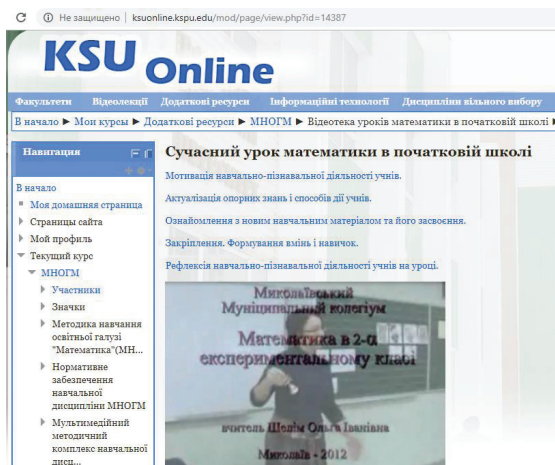 Не защищено | ksuonline.kspu.edu/mod/page/view.php?id=14387
KSU Online
Факультети Відеолекції Додаткові ресурси Інформаційні технології Дисципліни вільного вибору
В начало ► Мои курсы ► Додаткові ресурси ► МНОГМ ► Відеотека уроків математики в початковій школі
Навигация
В начало
Моя домашняя страница
Страницы сайта
Мой профиль
Текущий курс
МНОГМ
Участники
Значки
Методика навчання
освітньої галузі
"Математика"(МН...
Нормативне
забезпечення
навчальної
дисципліни МНОГМ
Мультимедійний
методичний
комплекс навчальної
дисц...
Сучасний урок математики в початковій школі
Мотивація навчально-пізнавальної діяльності учнів.
Актуалізація опорних знань і способів дії учнів.
Ознайомлення з новим навчальним матеріалом та його засвоєння.
Закріплення. Формування вмінь і навичок.
Рефлексія навчально-пізнавальної діяльності учнів на уроці.
Миколаївський
Муніципальний колегіум
Математика в 2-α
експериментальному класі
вчитель Шелім Ольга Іванівна
Миколаїв - 2012